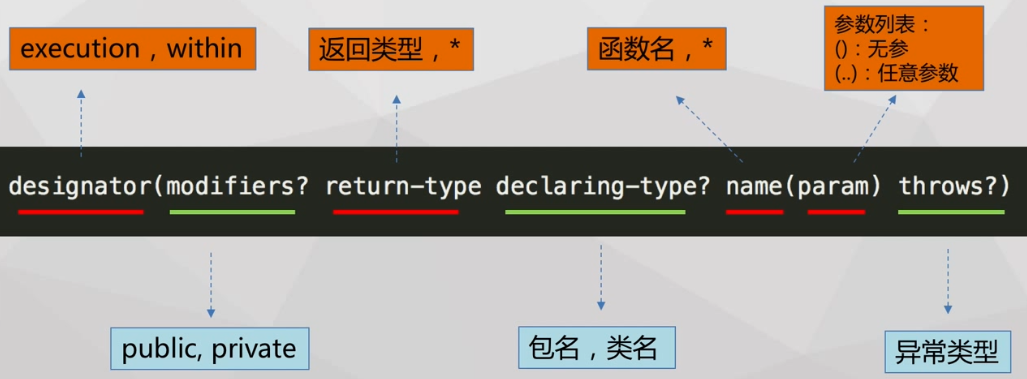 execution，within
返回类型，*
函数名，*
参数列表：
()：无参
(..)：任意参数
designator(modifiers? return-type declaring-type? name(param) throws?)
public, private
包名，类名
异常类型